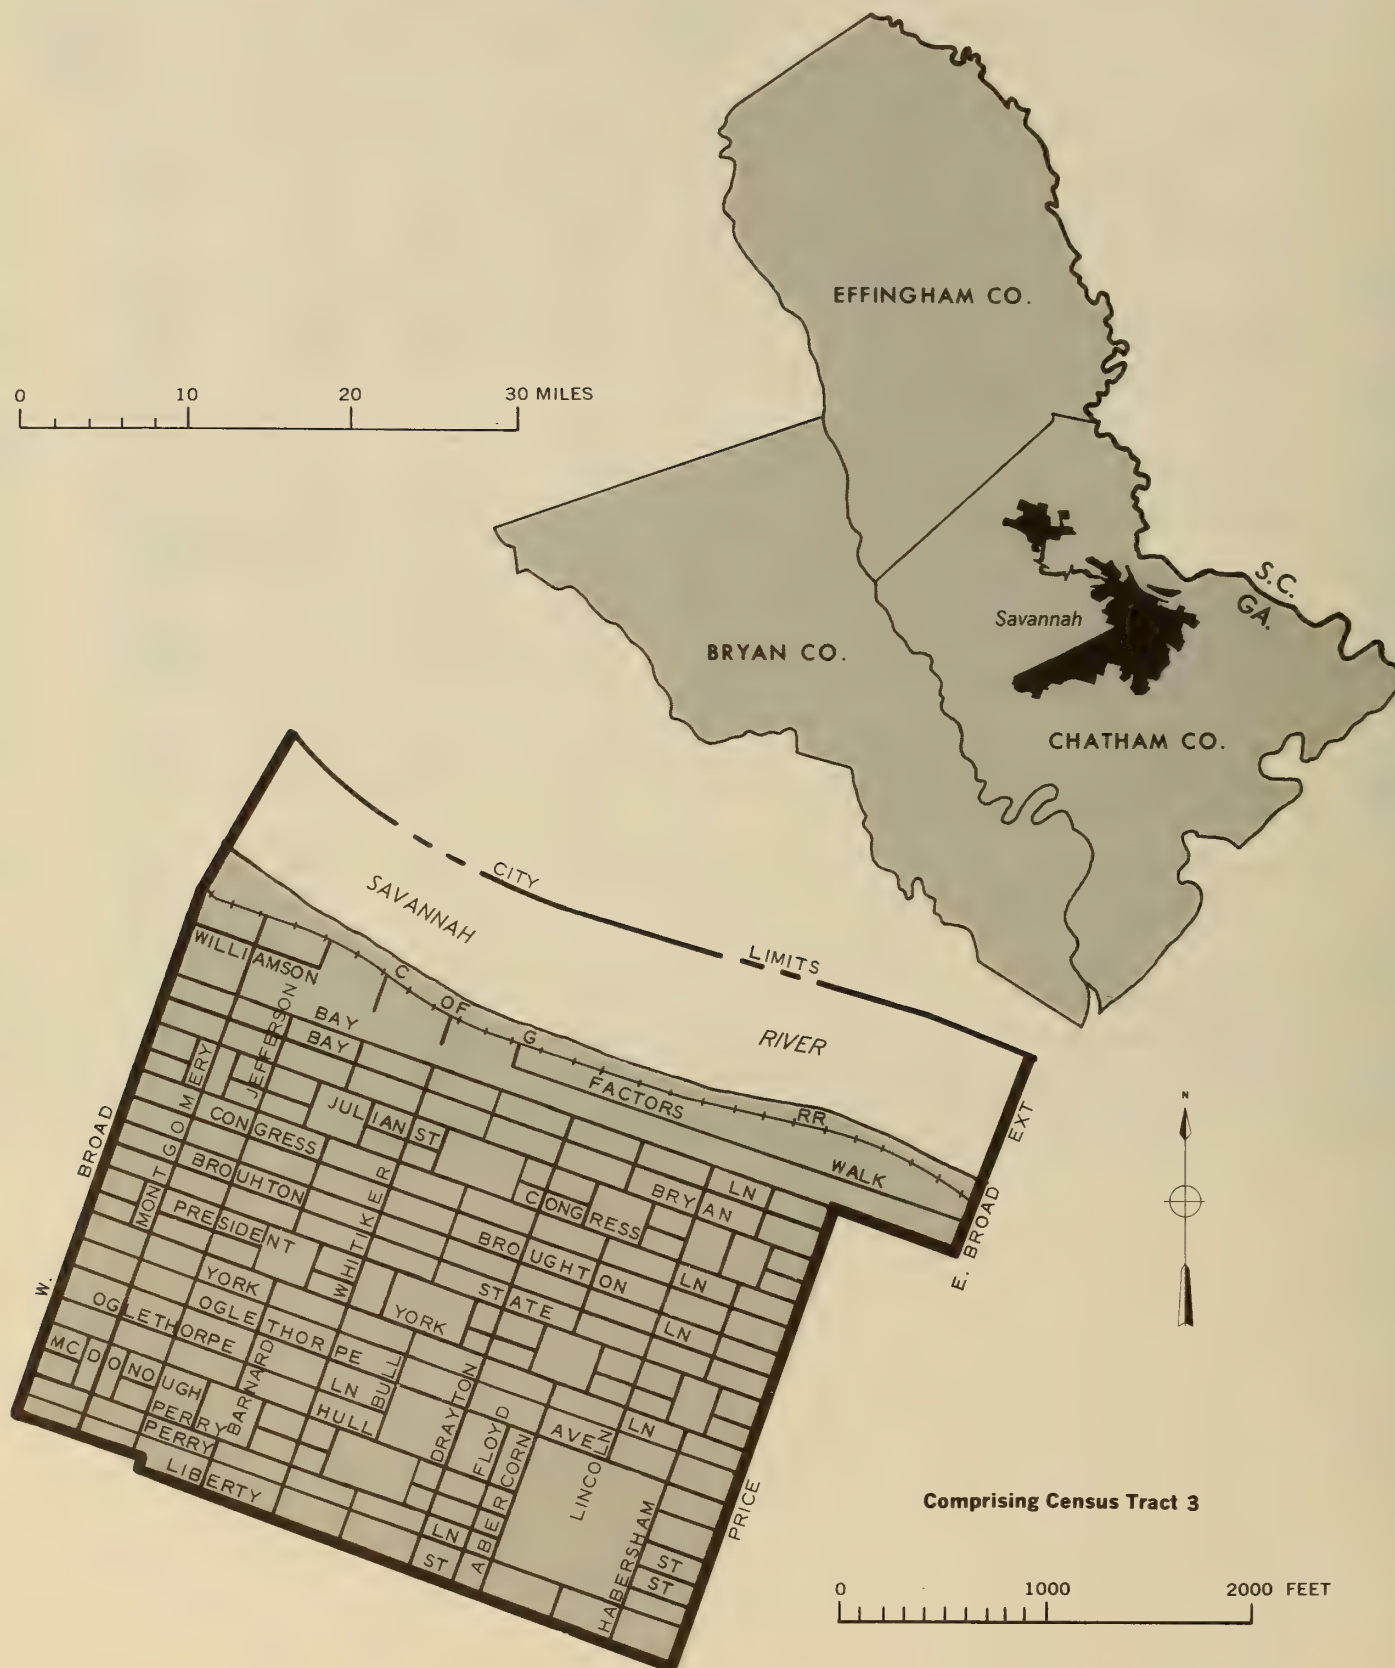 EFFINGHAM CO.
0 10 20 30 MILES
S.C.
GA.
Savannah
BRYAN CO.
CHATHAM CO.
CITY LIMITS
SAVANNAH RIVER
C OF G RR
WILLIAMSON
BAY
BAY LN
FACTORS WALK
JEFFERSON
MONTGOMERY
JULIAN ST
BRYAN
CONGRESS
CONGRESS LN
BROUHTON
BROUGHTON LN
WHITIKER
PRESIDENT
STATE
YORK
YORK
OGLETHORPE LN
OGLETHORPE AVE
LN
MC DONOUGH
HULL
BARNARD
BULL
DRAYTON
FLOYD
ABERCORN
LINCOLN
HABERSHAM
PERRY ST
PERRY LN
LIBERTY ST
ST
W. BROAD
E. BROAD EXT
PRICE
N
Comprising Census Tract 3
0 1000 2000 FEET